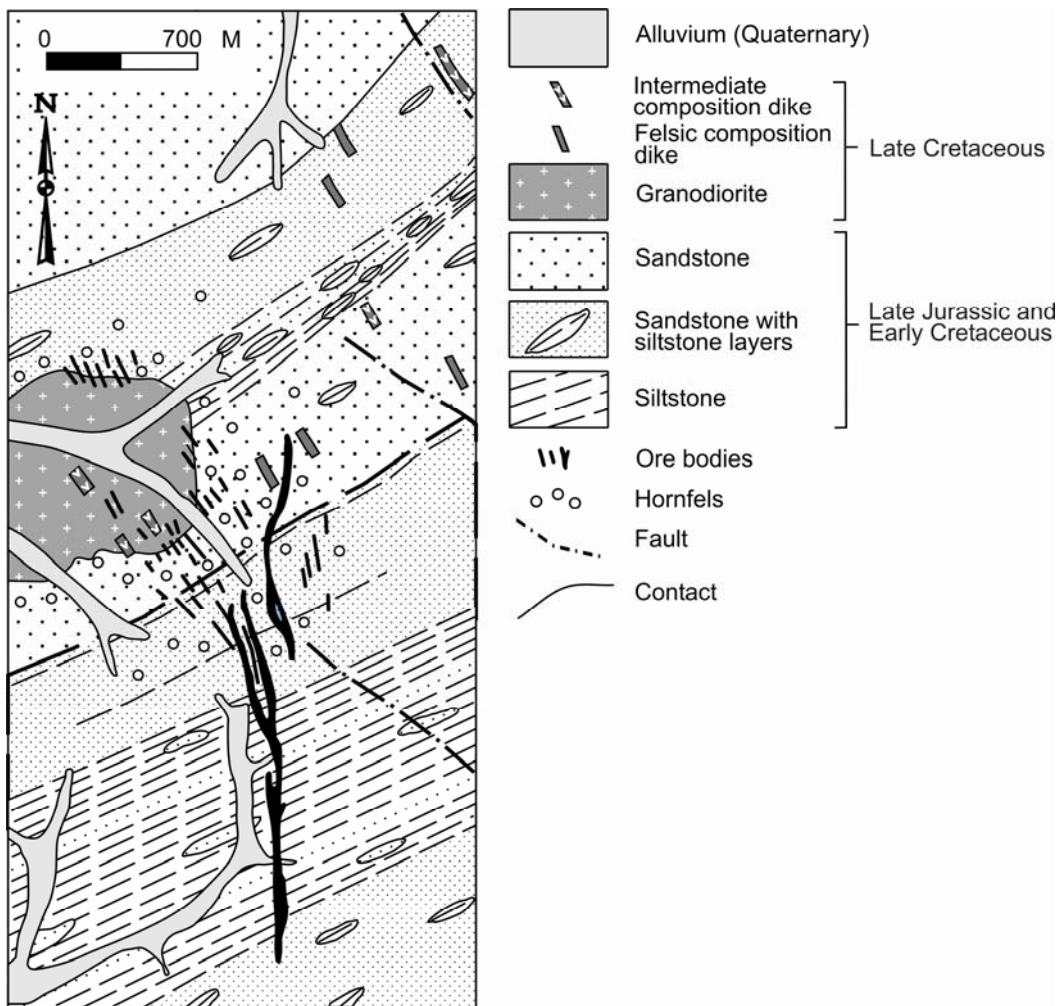 0 700 M
N
Alluvium (Quaternary)
Intermediate
composition dike
Felsic composition
dike
Granodiorite
Late Cretaceous
Sandstone
Sandstone with
siltstone layers
Siltstone
Late Jurassic and
Early Cretaceous
Ore bodies
Hornfels
Fault
Contact